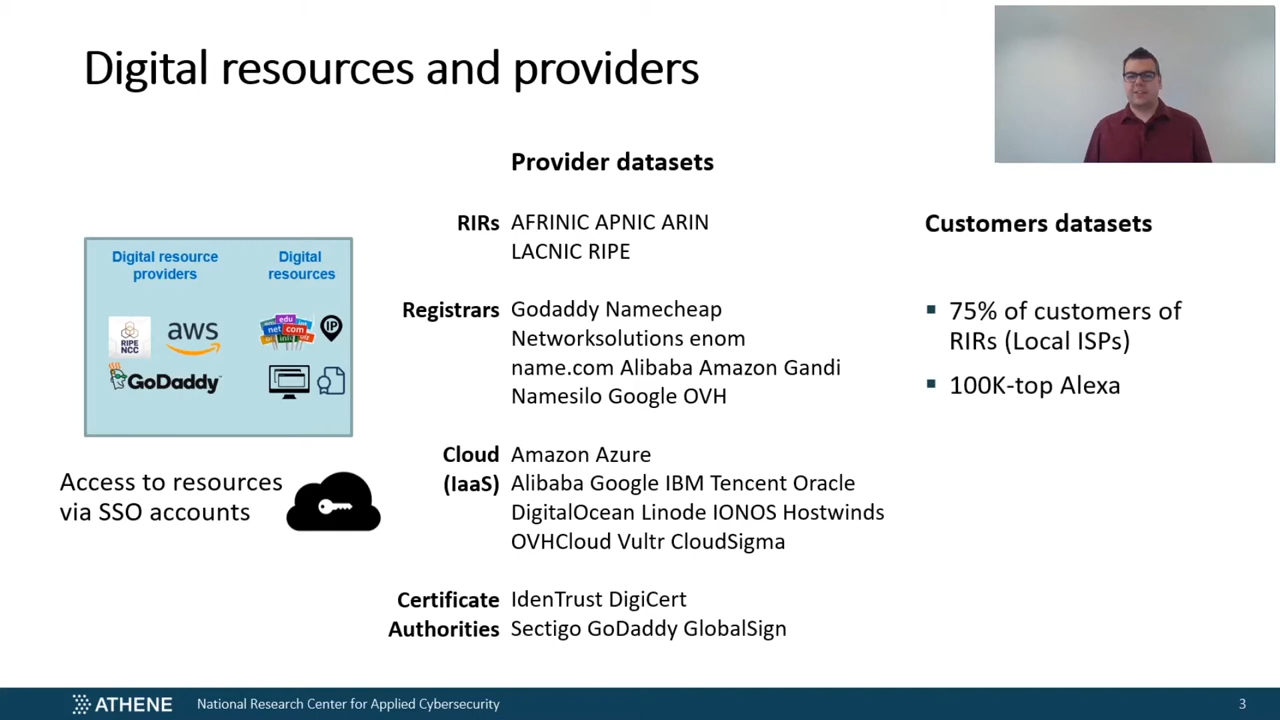 Digital resources and providers
Provider datasets
RIRs AFRINIC APNIC ARIN
LACNIC RIPE
Registrars Godaddy Namecheap
Networksolutions enom
name.com Alibaba Amazon Gandi
Namesilo Google OVH
Cloud Amazon Azure
(IaaS) Alibaba Google IBM Tencent Oracle
DigitalOcean Linode IONOS Hostwinds
OVHCloud Vultr CloudSigma
Certificate IdenTrust DigiCert
Authorities Sectigo GoDaddy GlobalSign
Customers datasets
▪ 75% of customers of
RIRs (Local ISPs)
▪ 100K-top Alexa
Digital resource
providers
Digital
resources
RIPE
NCC
aws
GoDaddy
edu
net
com
IP
Access to resources
via SSO accounts
ATHENE
National Research Center for Applied Cybersecurity
3